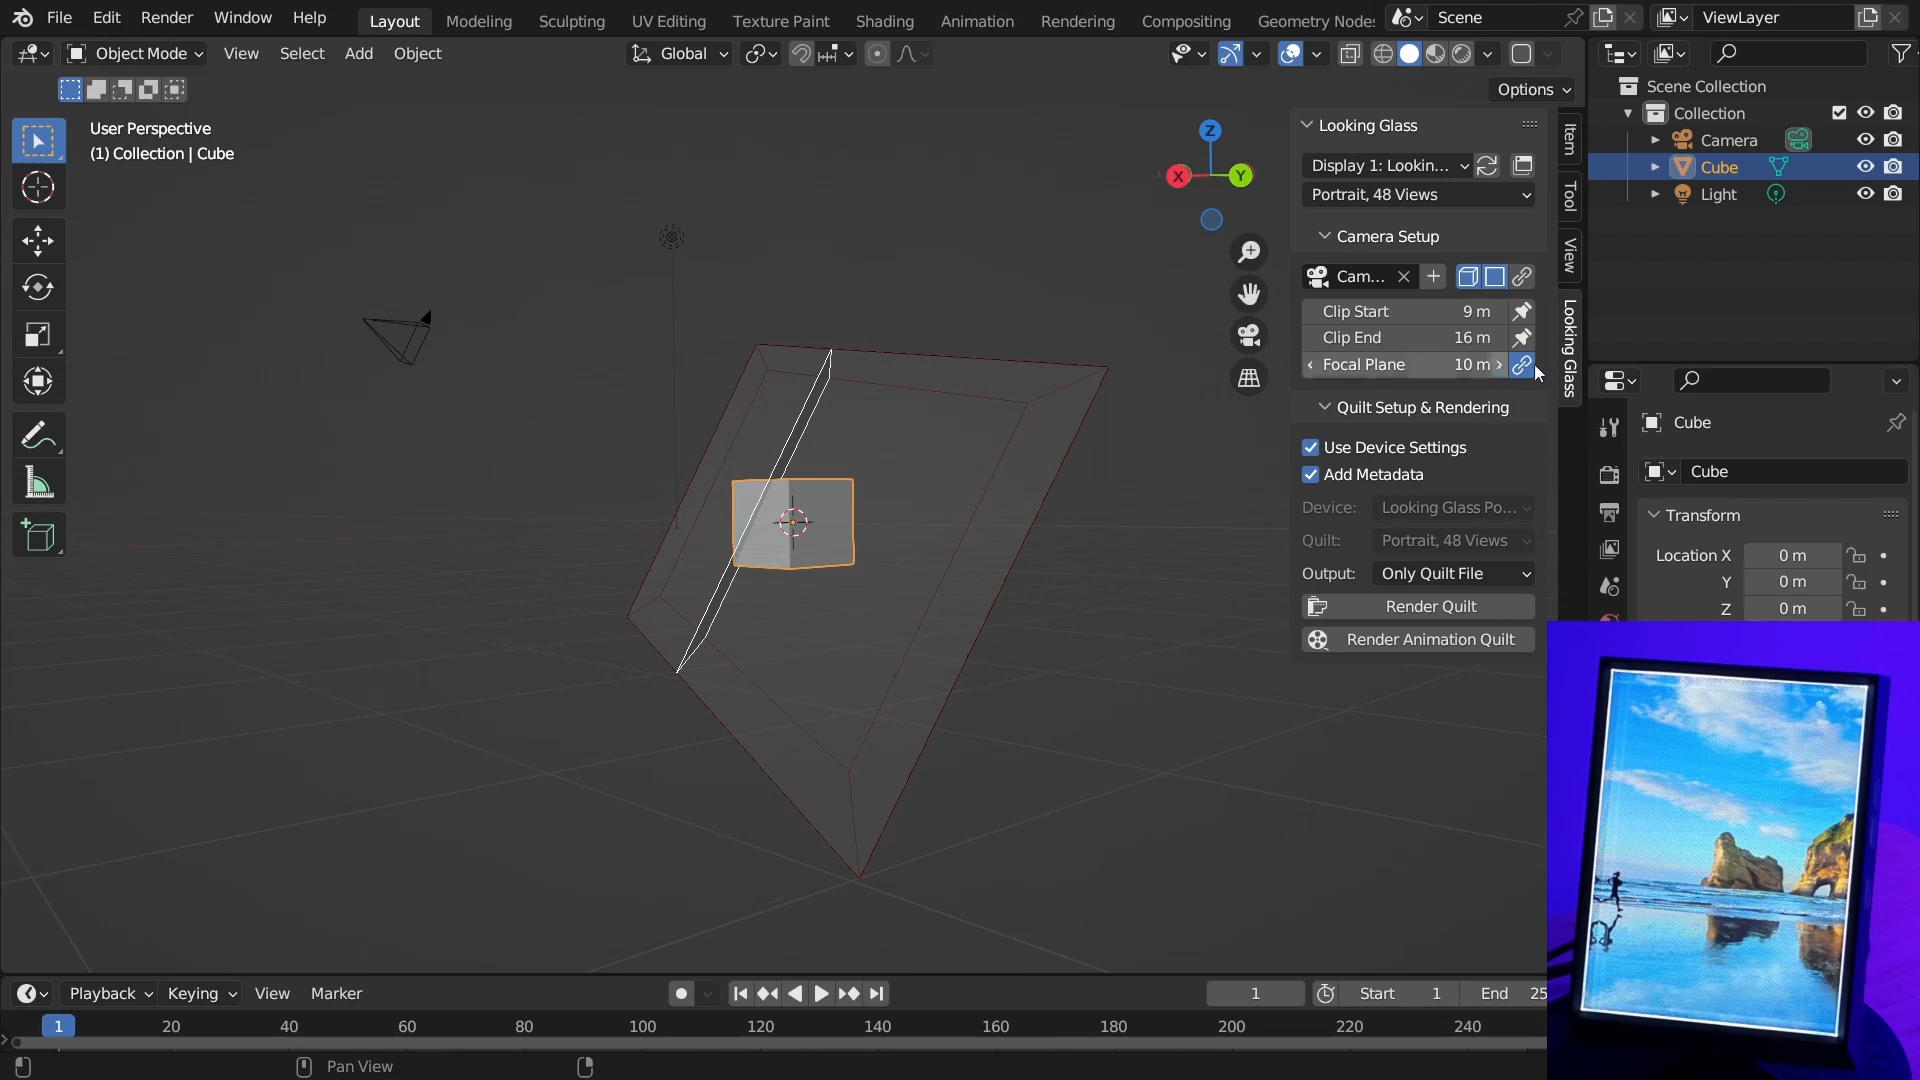 File Edit Render Window Help Layout Modeling Sculpting UV Editing Texture Paint Shading Animation Rendering Compositing Geometry Nodes Scene ViewLayer
Object Mode View Select Add Object Global
Options
User Perspective
(1) Collection | Cube
Z
X
Y
Looking Glass
Display 1: Lookin...
Portrait, 48 Views
Camera Setup
Cam...
Clip Start 9 m
Clip End 16 m
Focal Plane 10 m
Quilt Setup & Rendering
Use Device Settings
Add Metadata
Device: Looking Glass Po...
Quilt: Portrait, 48 Views
Output: Only Quilt File
Render Quilt
Render Animation Quilt
Item
Tool
View
Looking Glass
Scene Collection
Collection
Camera
Cube
Light
Cube
Cube
Transform
Location X 0 m
Y 0 m
Z 0 m
Playback Keying View Marker 1 Start 1 End 25
1 20 40 60 80 100 120 140 160 180 200 220 240
Pan View